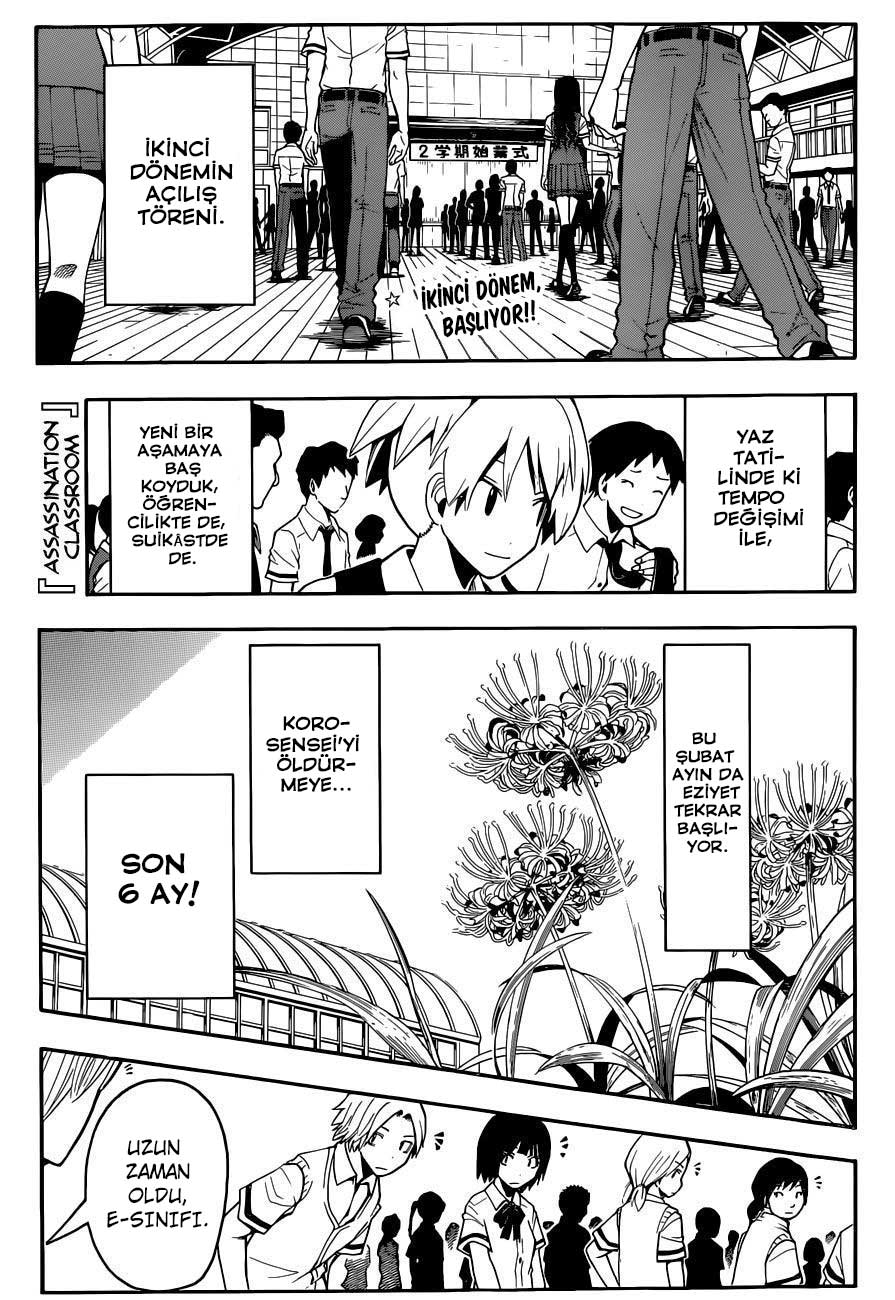 İKİNCİ
DÖNEMİN
AÇILIŞ
TÖRENİ.
2学期始業式
İKİNCİ DÖNEM,
BAŞLIYOR!!
YAZ
TATİ-
LİNDE Kİ
TEMPO
DEĞİŞİMİ
İLE,
YENİ BİR
AŞAMAYA
BAŞ
KOYDUK,
ÖĞREN-
CİLİKTE DE,
SUİKÂSTDE
DE.
『ASSASSINATION
CLASSROOM』
BU
ŞUBAT
AYIN DA
EZİYET
TEKRAR
BAŞLI-
YOR.
KORO-
SENSEİ'Yİ
ÖLDÜR-
MEYE...
SON
6 AY!
UZUN
ZAMAN
OLDU,
E-SINIFI.